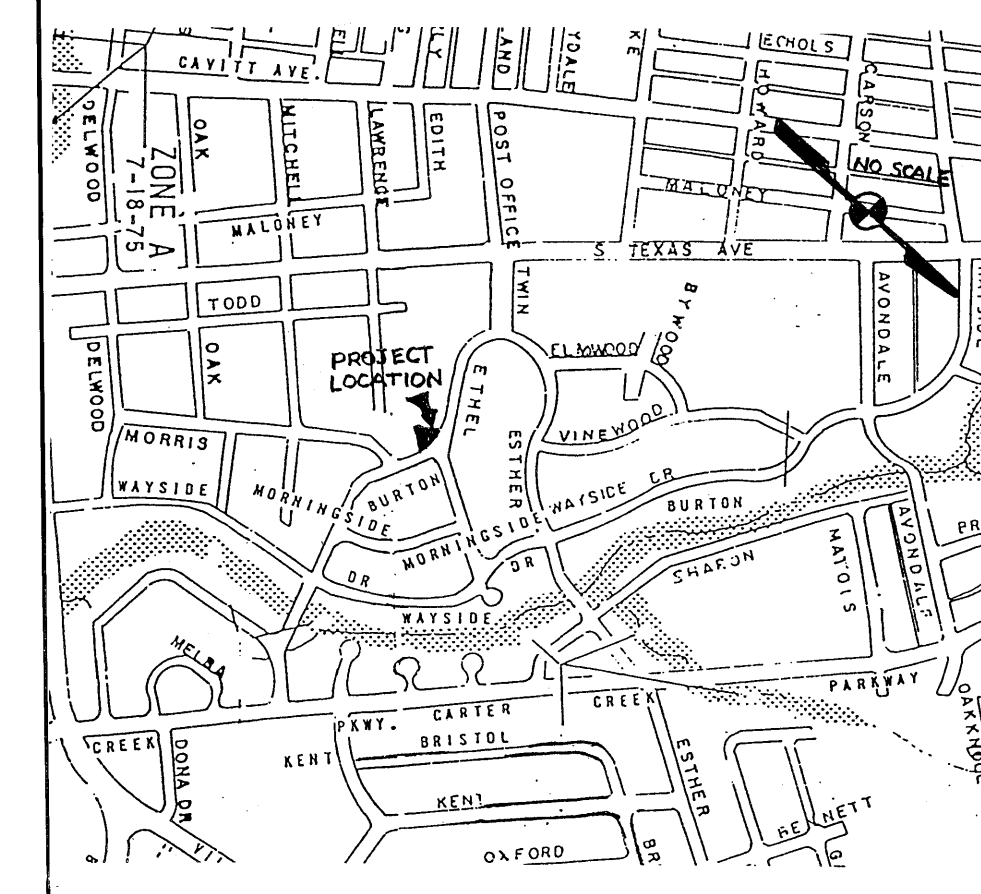 ECHOLS
CAVITT AVE.
HOWARD
CARSON
DELWOOD
OAK
MITCHELL
LAWRENCE
EDITH
POST OFFICE
ZONE A
7-18-75
NO SCALE
MALONEY
MALONEY
S TEXAS AVE
TODD
TWIN
BYWOOD
AVONDALE
ELMWOOD
PROJECT
LOCATION
DELWOOD
OAK
ETHEL
ESTHER
VINEWOOD
MORRIS
WAYSIDE
MORNINGSIDE
BURTON
WAYSIDE DR
BURTON
MORNINGSIDE
DR
DR
AVONDALE
MATOIS
SHARON
WAYSIDE
MELBA
PARKWAY
CREEK
CARTER
PKWY.
BRISTOL
CREEK
DONA DR
KENT
ESTHER
KENT
OXFORD
BR